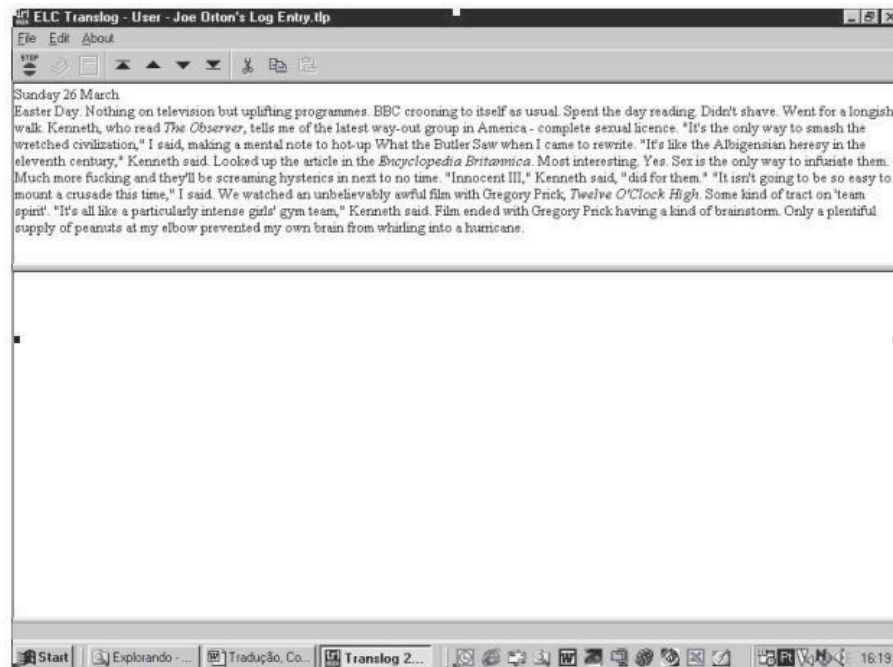 ELC Translog - User - Joe Orton's Log Entry.tlp
File Edit About
STEP
Sunday 26 March
Easter Day. Nothing on television but uplifting programmes. BBC crooning to itself as usual. Spent the day reading. Didn't shave. Went for a longish
walk. Kenneth, who read The Observer, tells me of the latest way-out group in America - complete sexual licence. "It's the only way to smash the
wretched civilization," I said, making a mental note to hot-up What the Butler Saw when I came to rewrite. "It's like the Albigensian heresy in the
eleventh century," Kenneth said. Looked up the article in the Encyclopedia Britannica. Most interesting. Yes. Sex is the only way to infuriate them.
Much more fucking and they'll be screaming hysterics in next to no time. "Innocent III," Kenneth said, "did for them." "It isn't going to be so easy to
mount a crusade this time," I said. We watched an unbelievably awful film with Gregory Prick, Twelve O'Clock High. Some kind of tract on 'team
spirit'. "It's all like a particularly intense girls' gym team," Kenneth said. Film ended with Gregory Prick having a kind of brainstorm. Only a plentiful
supply of peanuts at my elbow prevented my own brain from whirling into a hurricane.
Start Explorando - ... Tradução, Co... Translog 2... Pt 16:14